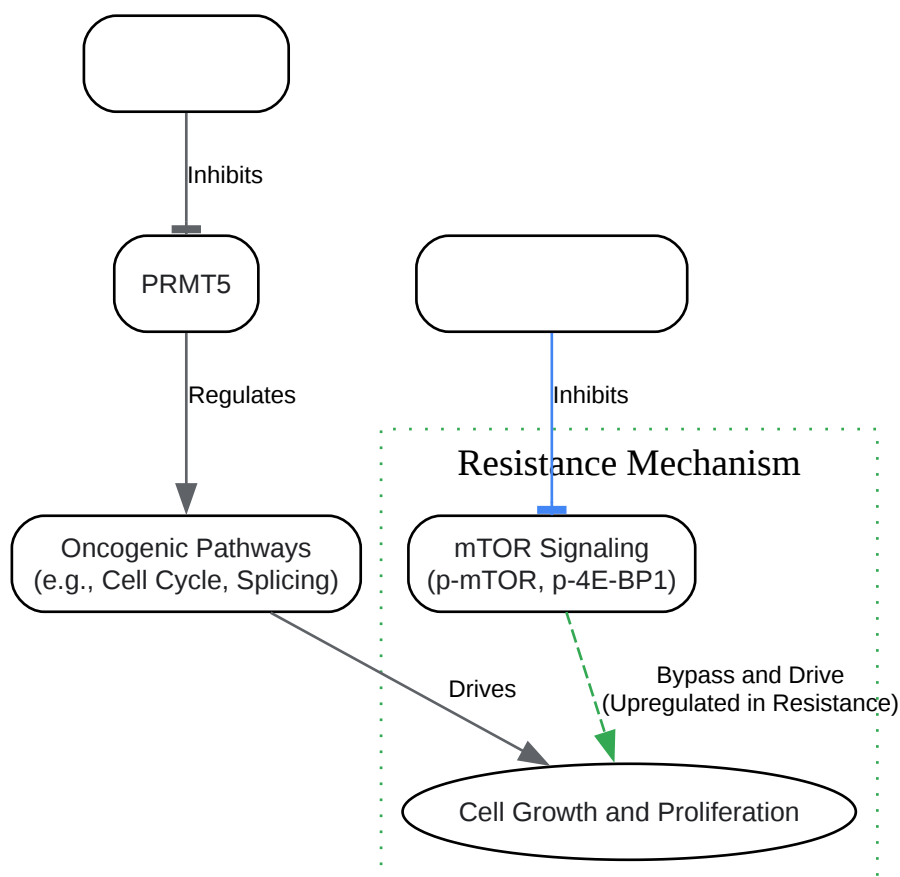 Inhibits
PRMT5
Inhibits
Regulates
Resistance Mechanism
Oncogenic Pathways
(e.g., Cell Cycle, Splicing)
mTOR Signaling
(p-mTOR, p-4E-BP1)
Drives
Bypass and Drive
(Upregulated in Resistance)
Cell Growth and Proliferation